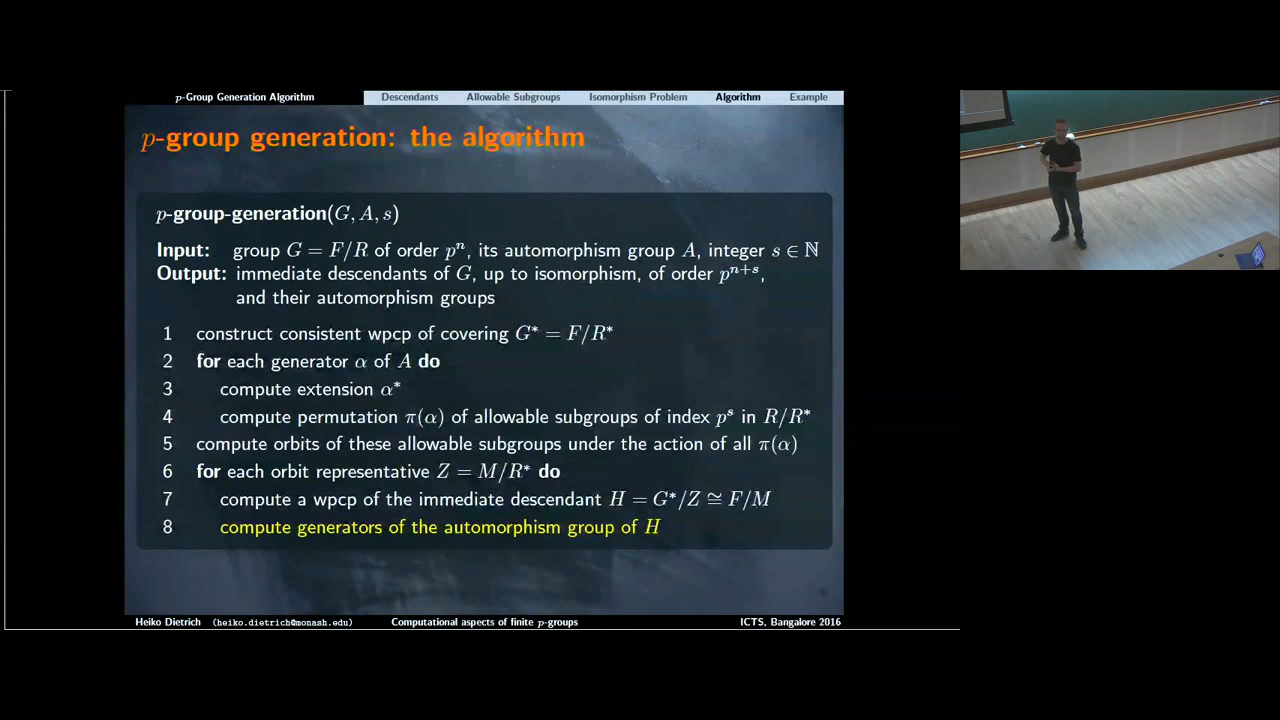 p-Group Generation Algorithm Descendants Allowable Subgroups Isomorphism Problem Algorithm Example
p-group generation: the algorithm
p-group-generation(G, A, s)
Input: group G = F/R of order pⁿ, its automorphism group A, integer s ∈ ℕ
Output: immediate descendants of G, up to isomorphism, of order pⁿ⁺ˢ,
and their automorphism groups
1 construct consistent wpcp of covering G* = F/R*
2 for each generator α of A do
3 compute extension α*
4 compute permutation π(α) of allowable subgroups of index pˢ in R/R*
5 compute orbits of these allowable subgroups under the action of all π(α)
6 for each orbit representative Z = M/R* do
7 compute a wpcp of the immediate descendant H = G*/Z ≅ F/M
8 compute generators of the automorphism group of H
Heiko Dietrich (heiko.dietrich@monash.edu) Computational aspects of finite p-groups ICTS, Bangalore 2016